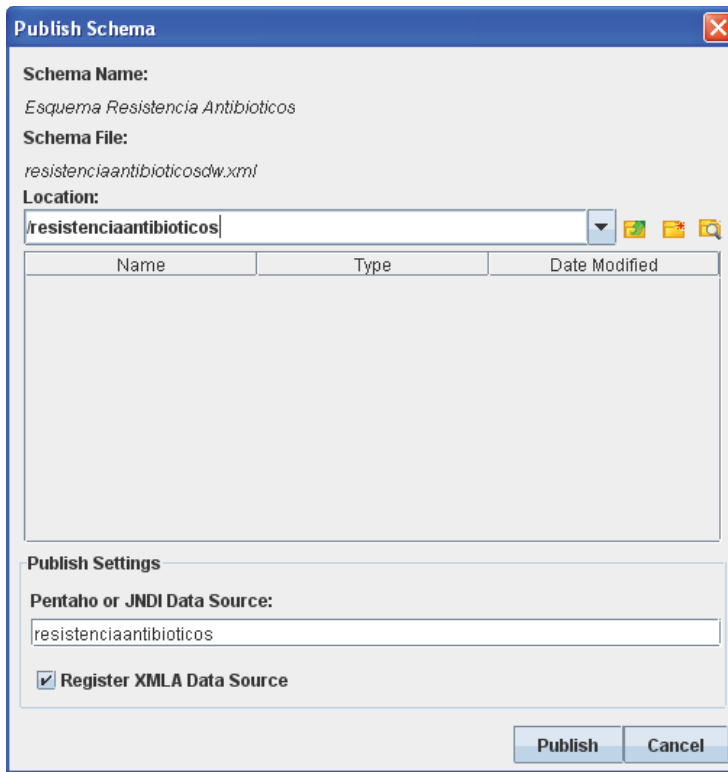 Publish Schema
Schema Name:
Esquema Resistencia Antibioticos
Schema File:
resistenciaantibioticosdw.xml
Location:
/resistenciaantibioticos
Name Type Date Modified
Publish Settings
Pentaho or JNDI Data Source:
resistenciaantibioticos
Register XMLA Data Source
Publish Cancel